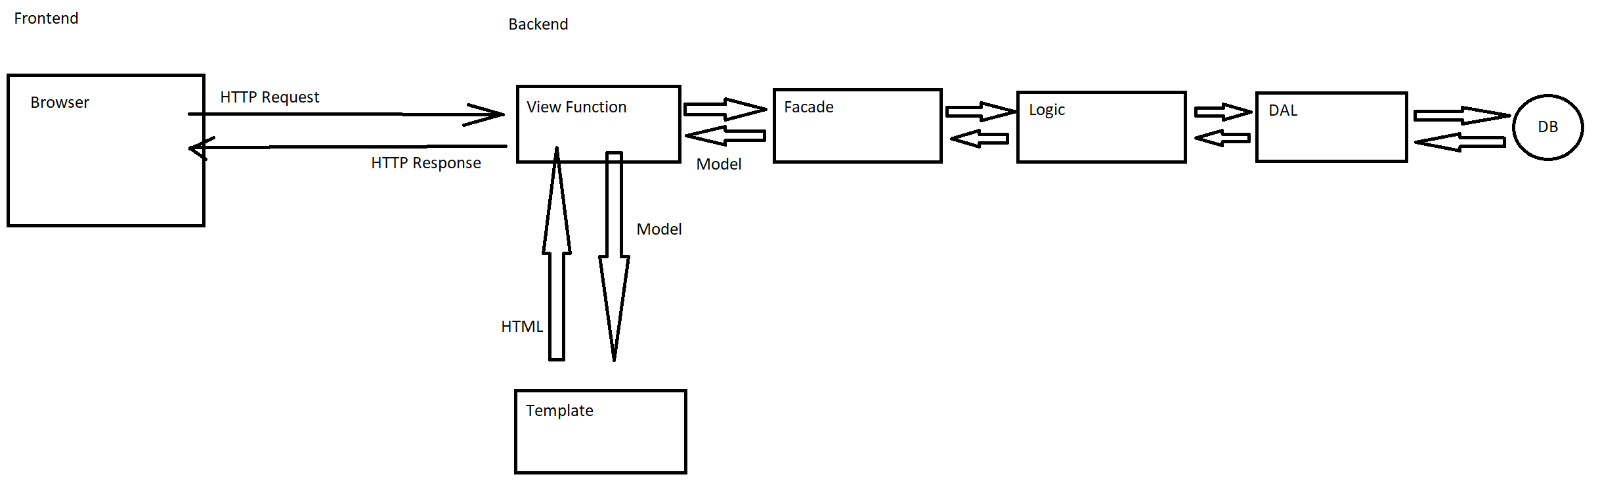 Frontend
Backend
Browser
HTTP Request
View Function
Facade
Logic
DAL
DB
HTTP Response
Model
Model
HTML
Template